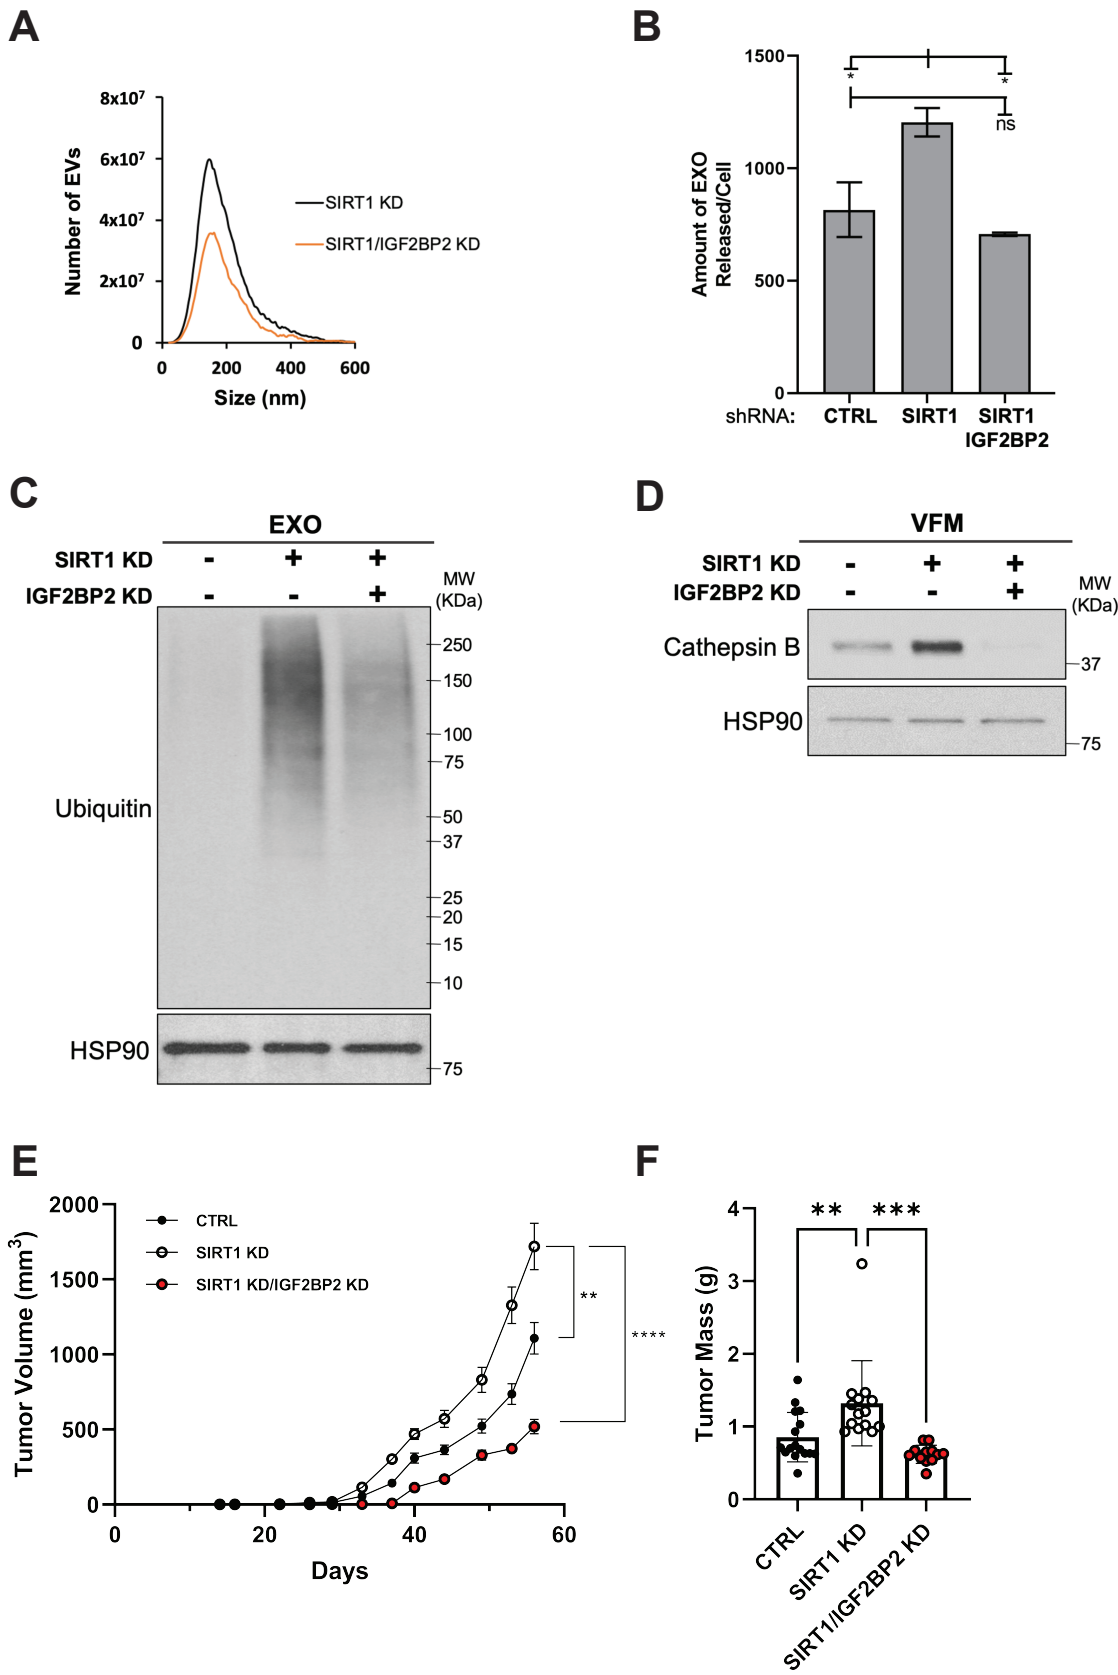 A
8x10⁷
6x10⁷
4x10⁷
2x10⁷
0
Number of EVs
SIRT1 KD
SIRT1/IGF2BP2 KD
0 200 400 600
Size (nm)
B
1500
1000
500
0
Amount of EXO
Released/Cell
* *
ns
shRNA: CTRL SIRT1 SIRT1
IGF2BP2
C
EXO
SIRT1 KD - + +
IGF2BP2 KD - - +
MW
(KDa)
250
150
100
75
50
37
25
20
15
10
Ubiquitin
HSP90
75
D
VFM
SIRT1 KD - + +
IGF2BP2 KD - - +
MW
(KDa)
Cathepsin B
37
HSP90
75
E
2000
1500
1000
500
0
Tumor Volume (mm³)
CTRL
SIRT1 KD
SIRT1 KD/IGF2BP2 KD
**
****
0 20 40 60
Days
F
4
3
2
1
0
Tumor Mass (g)
** ***
CTRL
SIRT1 KD
SIRT1/IGF2BP2 KD